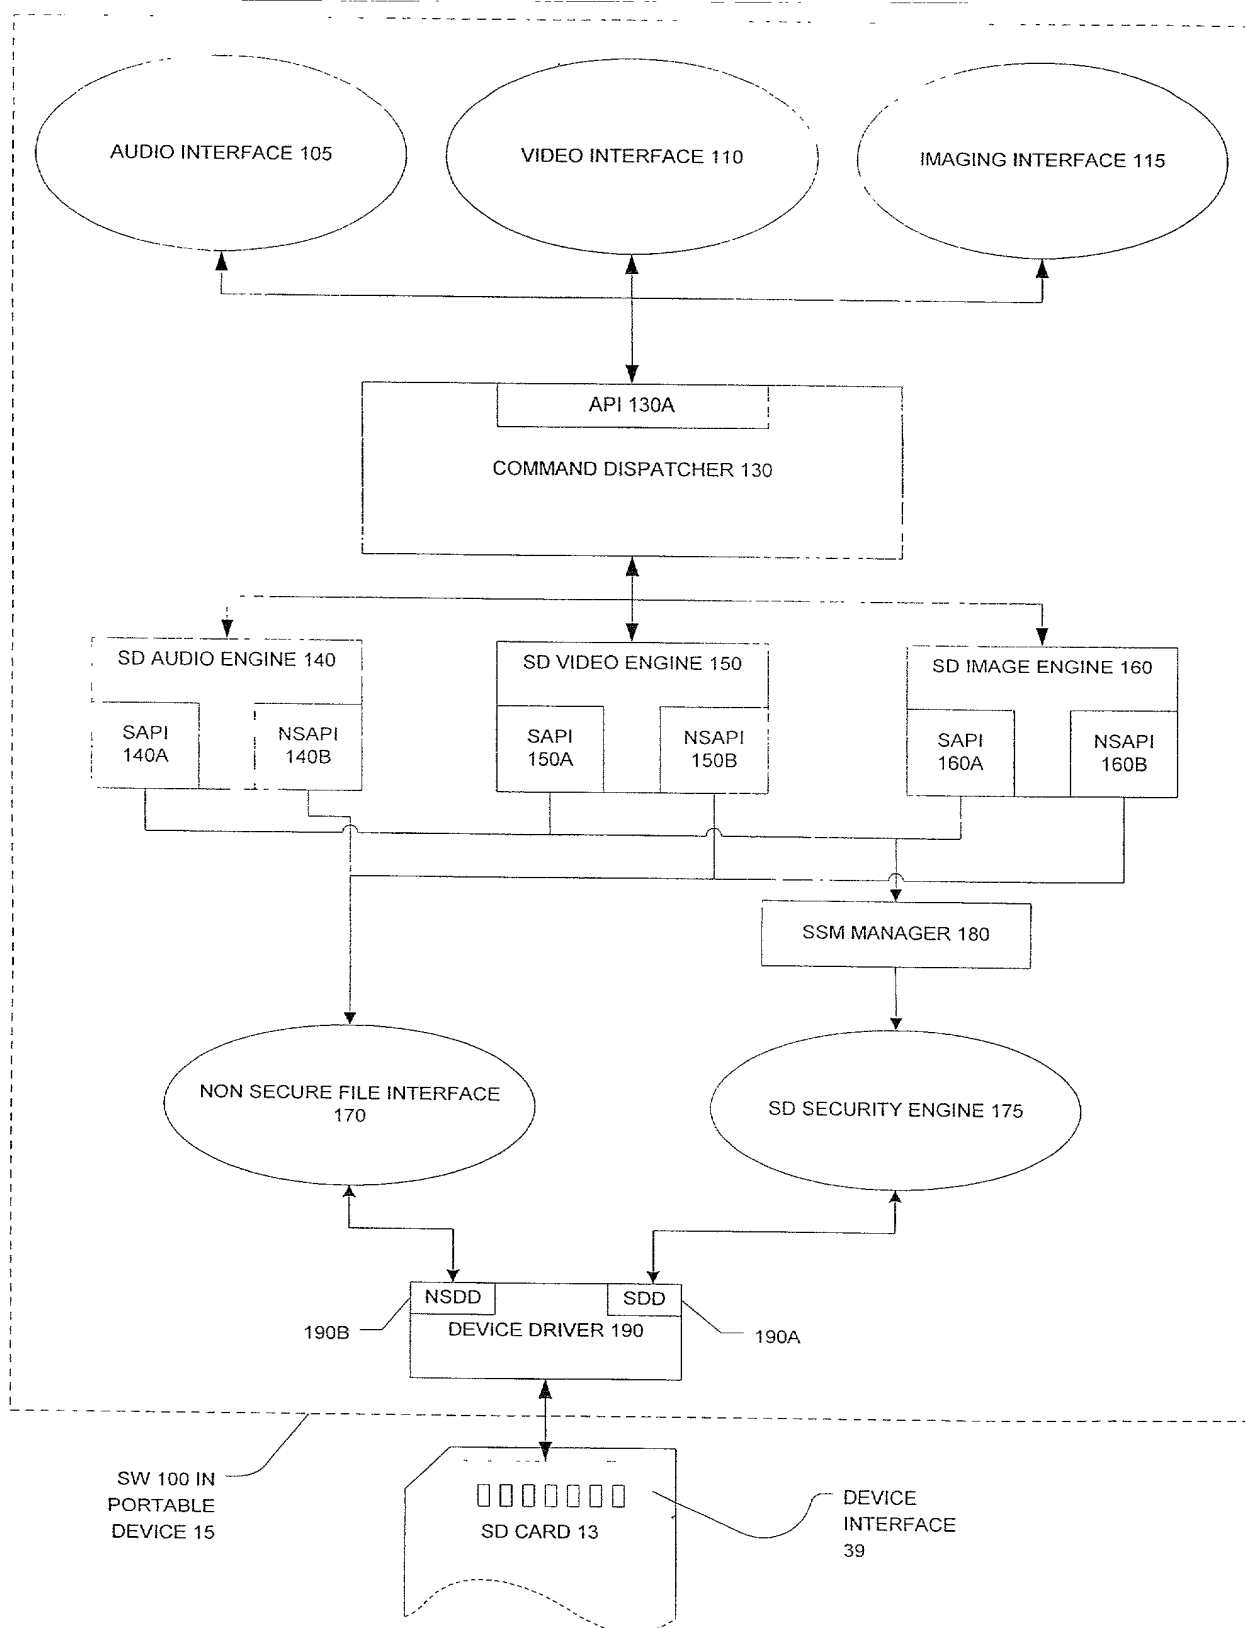 AUDIO INTERFACE 105
VIDEO INTERFACE 110
IMAGING INTERFACE 115
API 130A
COMMAND DISPATCHER 130
SD AUDIO ENGINE 140
SAPI
140A
NSAPI
140B
SD VIDEO ENGINE 150
SAPI
150A
NSAPI
150B
SD IMAGE ENGINE 160
SAPI
160A
NSAPI
160B
SSM MANAGER 180
NON SECURE FILE INTERFACE
170
SD SECURITY ENGINE 175
NSDD
SDD
190B
DEVICE DRIVER 190
190A
SW 100 IN
PORTABLE
DEVICE 15
SD CARD 13
DEVICE
INTERFACE
39